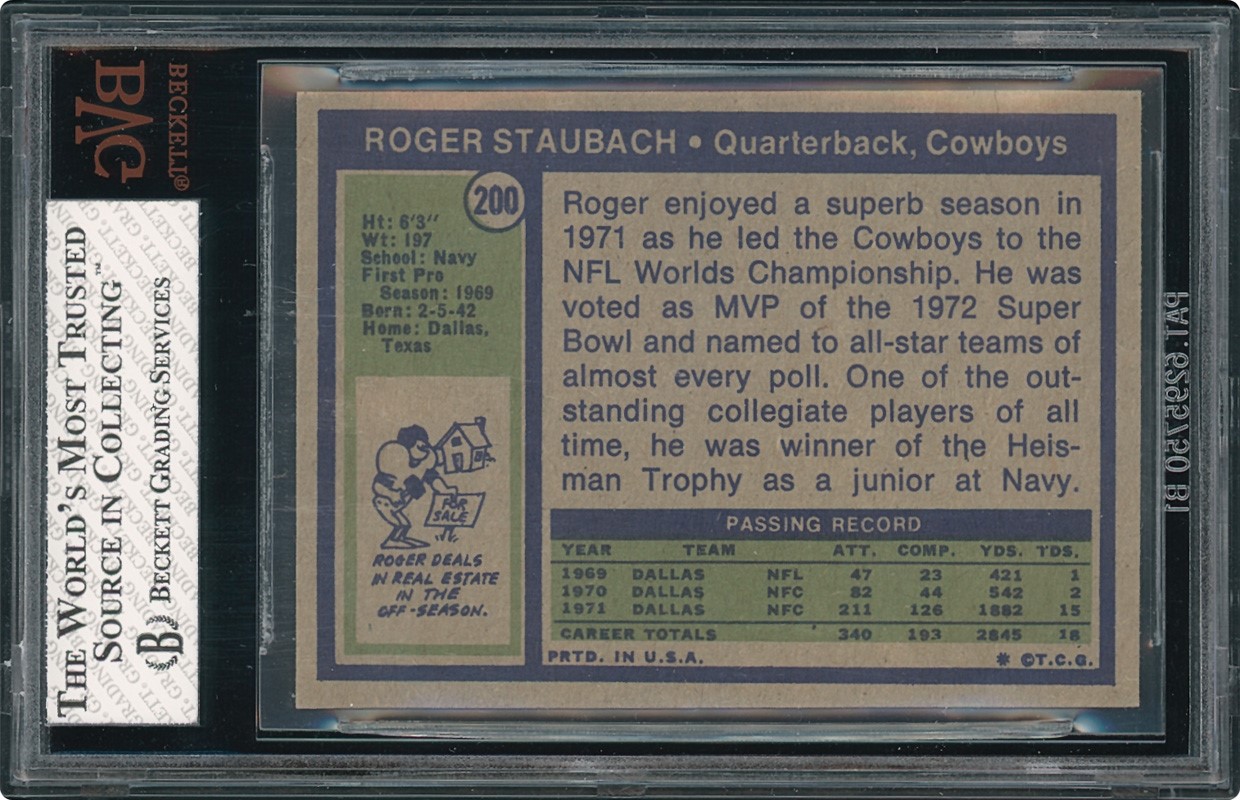 BECKETT®
BVG
THE WORLD'S MOST TRUSTED
SOURCE IN COLLECTING™
BECKETT GRADING SERVICES
ROGER STAUBACH • Quarterback, Cowboys
200
Ht: 6'3"
Wt: 197
School: Navy
First Pro
Season: 1969
Born: 2-5-42
Home: Dallas,
Texas
FOR
SALE
ROGER DEALS
IN REAL ESTATE
IN THE
OFF-SEASON.
Roger enjoyed a superb season in
1971 as he led the Cowboys to the
NFL Worlds Championship. He was
voted as MVP of the 1972 Super
Bowl and named to all-star teams of
almost every poll. One of the out-
standing collegiate players of all
time, he was winner of the Heis-
man Trophy as a junior at Navy.
PASSING RECORD
YEAR TEAM ATT. COMP. YDS. TDS.
1969 DALLAS NFL 47 23 421 1
1970 DALLAS NFC 82 44 542 2
1971 DALLAS NFC 211 126 1882 15
CAREER TOTALS 340 193 2845 18
PRTD. IN U.S.A. * ©T.C.G.